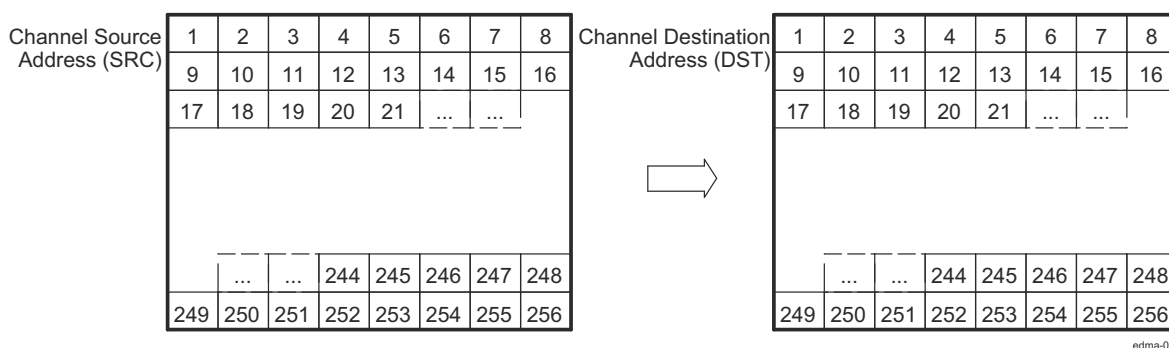 Channel Source
Address (SRC)
1 2 3 4 5 6 7 8
9 10 11 12 13 14 15 16
17 18 19 20 21 ... ...
... ... 244 245 246 247 248
249 250 251 252 253 254 255 256
Channel Destination
Address (DST)
1 2 3 4 5 6 7 8
9 10 11 12 13 14 15 16
17 18 19 20 21 ... ...
... ... 244 245 246 247 248
249 250 251 252 253 254 255 256